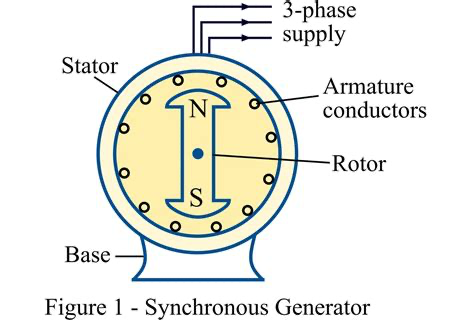 3-phase
supply
Stator
Armature
conductors
N
Rotor
S
Base
Figure 1 - Synchronous Generator